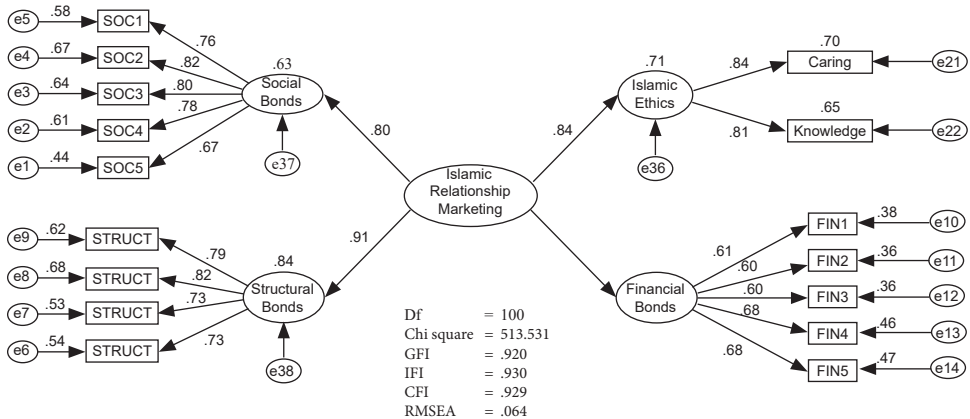 e5 .58 SOC1
.76
e4 .67 SOC2
.82
e3 .64 SOC3
.80
e2 .61 SOC4
.78
e1 .44 SOC5
.67
.63
Social
Bonds
e37
.80
.71
Islamic
Ethics
e36
.84
.84
.70
Caring
e21
.81
.65
Knowledge
e22
Islamic
Relationship
Marketing
.91
e9 .62 STRUCT
.79
e8 .68 STRUCT
.82
e7 .53 STRUCT
.73
e6 .54 STRUCT
.73
.84
Structural
Bonds
e38
Financial
Bonds
.61
FIN1 .38 e10
.60
FIN2 .36 e11
.60
FIN3 .36 e12
.68
FIN4 .46 e13
.68
FIN5 .47 e14
Df = 100
Chi square = 513.531
GFI = .920
IFI = .930
CFI = .929
RMSEA = .064